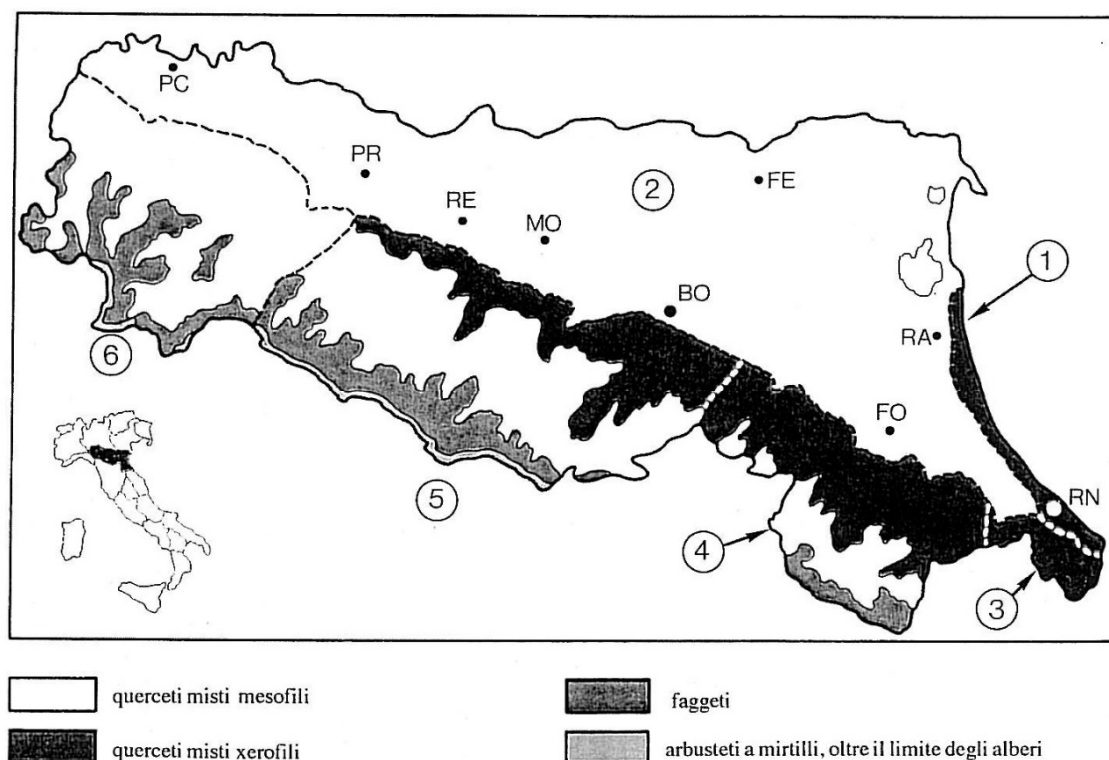 PC
PR
RE
MO
2
FE
1
BO
RA
6
FO
RN
5
4
3
querceti misti mesofili
faggeti
querceti misti xerofili
arbusteti a mirtilli, oltre il limite degli alberi